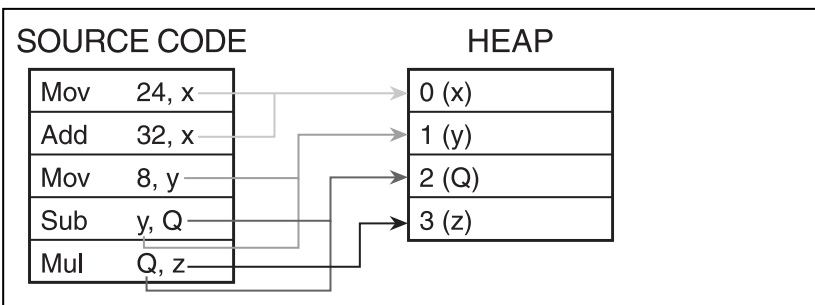 SOURCE CODE
HEAP
Mov 24, x
0 (x)
Add 32, x
1 (y)
Mov 8, y
2 (Q)
Sub y, Q
3 (z)
Mul Q, z